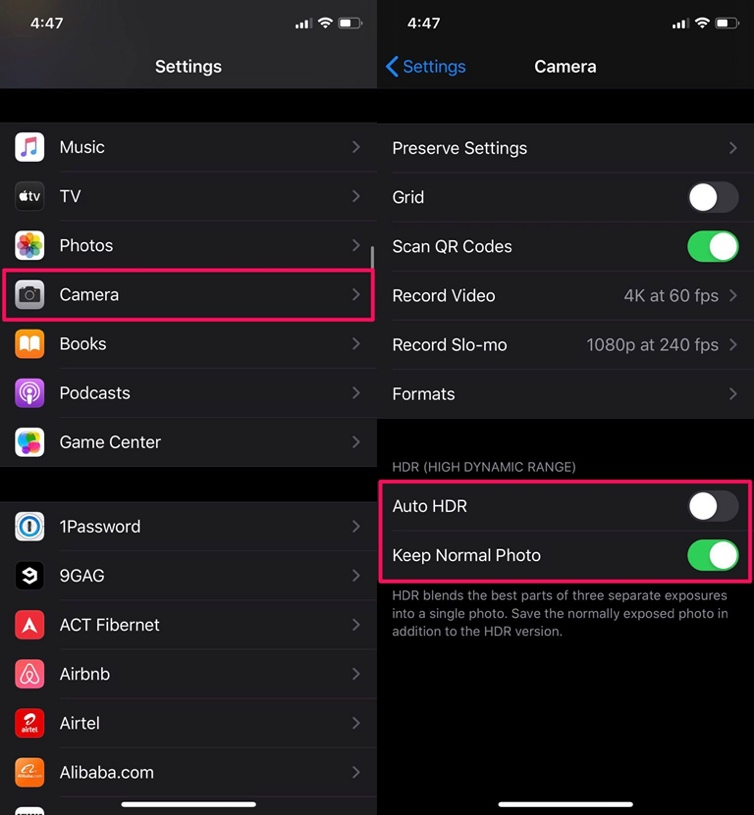 4:47
Settings
Music
tv
TV
Photos
Camera
Books
Podcasts
Game Center
1Password
9GAG
ACT Fibernet
Airbnb
airtel
Airtel
Alibaba.com
Alibaba.com
4:47
Settings
Camera
Preserve Settings
Grid
Scan QR Codes
Record Video 4K at 60 fps
Record Slo-mo 1080p at 240 fps
Formats
HDR (HIGH DYNAMIC RANGE)
Auto HDR
Keep Normal Photo
HDR blends the best parts of three separate exposures
into a single photo. Save the normally exposed photo in
addition to the HDR version.